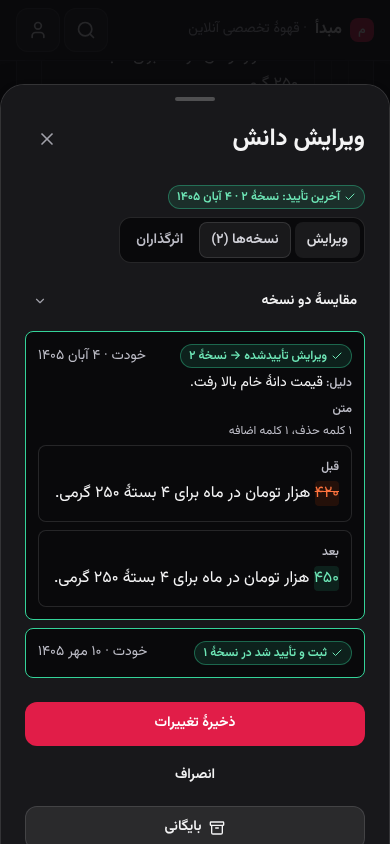 م مبدأ · قهوهٔ تخصصی آنلاین
ویرایش دانش
آخرین تأیید: نسخهٔ ۲ · ۴ آبان ۱۴۰۵
ویرایش نسخه‌ها (۲) اثرگذاران
مقایسهٔ دو نسخه
ویرایش تأییدشده → نسخهٔ ۲ خودت · ۴ آبان ۱۴۰۵
دلیل: قیمت دانهٔ خام بالا رفت.
متن
۱ کلمه حذف، ۱ کلمه اضافه
قبل
۴۲۰ هزار تومان در ماه برای ۴ بستهٔ ۲۵۰ گرمی.
بعد
۴۵۰ هزار تومان در ماه برای ۴ بستهٔ ۲۵۰ گرمی.
ثبت و تأیید شد در نسخهٔ ۱ خودت · ۱۰ مهر ۱۴۰۵
ذخیرهٔ تغییرات
انصراف
بایگانی